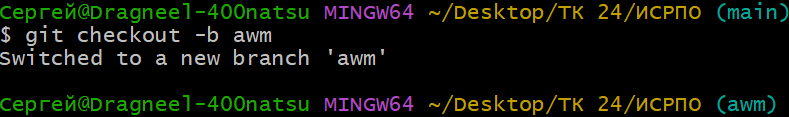 Сергей@Dragneel-400natsu MINGW64 ~/Desktop/ТК 24/ИСРПО (main)
$ git checkout -b awm
Switched to a new branch 'awm'
Сергей@Dragneel-400natsu MINGW64 ~/Desktop/ТК 24/ИСРПО (awm)